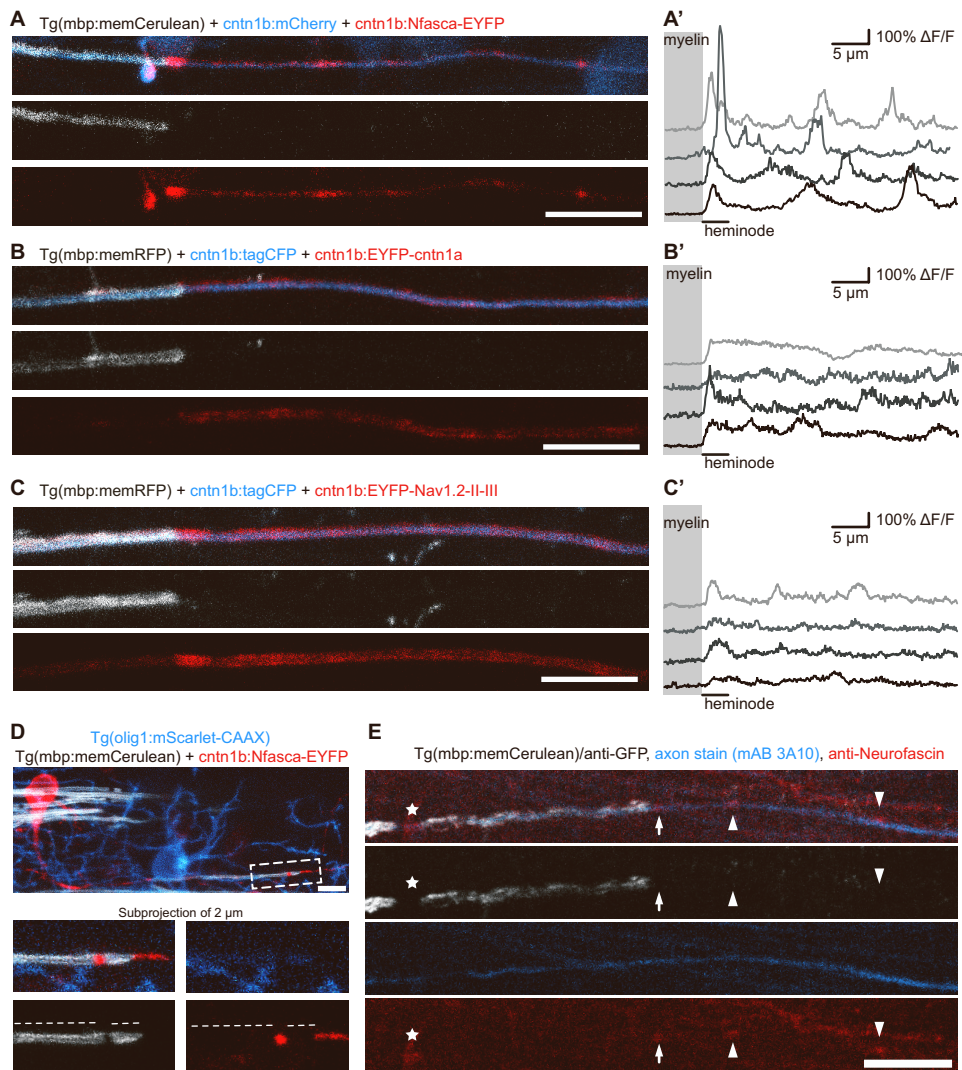 A Tg(mbp:memCerulean) + cntn1b:mCherry + cntn1b:Nfasca-EYFP
A'
myelin
100% ΔF/F
5 µm
heminode
B Tg(mbp:memRFP) + cntn1b:tagCFP + cntn1b:EYFP-cntn1a
B'
myelin
100% ΔF/F
5 µm
heminode
C Tg(mbp:memRFP) + cntn1b:tagCFP + cntn1b:EYFP-Nav1.2-II-III
C'
myelin
100% ΔF/F
5 µm
heminode
D
Tg(olig1:mScarlet-CAAX)
Tg(mbp:memCerulean) + cntn1b:Nfasca-EYFP
Subprojection of 2 µm
E
Tg(mbp:memCerulean)/anti-GFP, axon stain (mAB 3A10), anti-Neurofascin